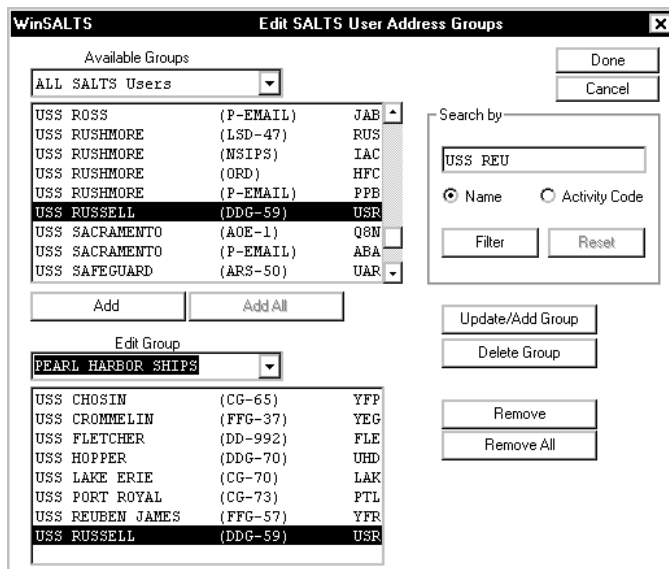 WinSALTS Edit SALTS User Address Groups
Available Groups
ALL SALTS Users
USS ROSS (P-EMAIL) JAB
USS RUSHMORE (LSD-47) RUS
USS RUSHMORE (NSIPS) IAC
USS RUSHMORE (ORD) HFC
USS RUSHMORE (P-EMAIL) PPB
USS RUSSELL (DDG-59) USR
USS SACRAMENTO (AOE-1) Q8N
USS SACRAMENTO (P-EMAIL) ABA
USS SAFEGUARD (ARS-50) UAR
Add Add All
Edit Group
PEARL HARBOR SHIPS
USS CHOSIN (CG-65) YFP
USS CROMMELIN (FFG-37) YEG
USS FLETCHER (DD-992) FLE
USS HOPPER (DDG-70) UHD
USS LAKE ERIE (CG-70) LAK
USS PORT ROYAL (CG-73) PTL
USS REUBEN JAMES (FFG-57) YFR
USS RUSSELL (DDG-59) USR
Done
Cancel
Search by
USS REU
Name Activity Code
Filter Reset
Update/Add Group
Delete Group
Remove
Remove All